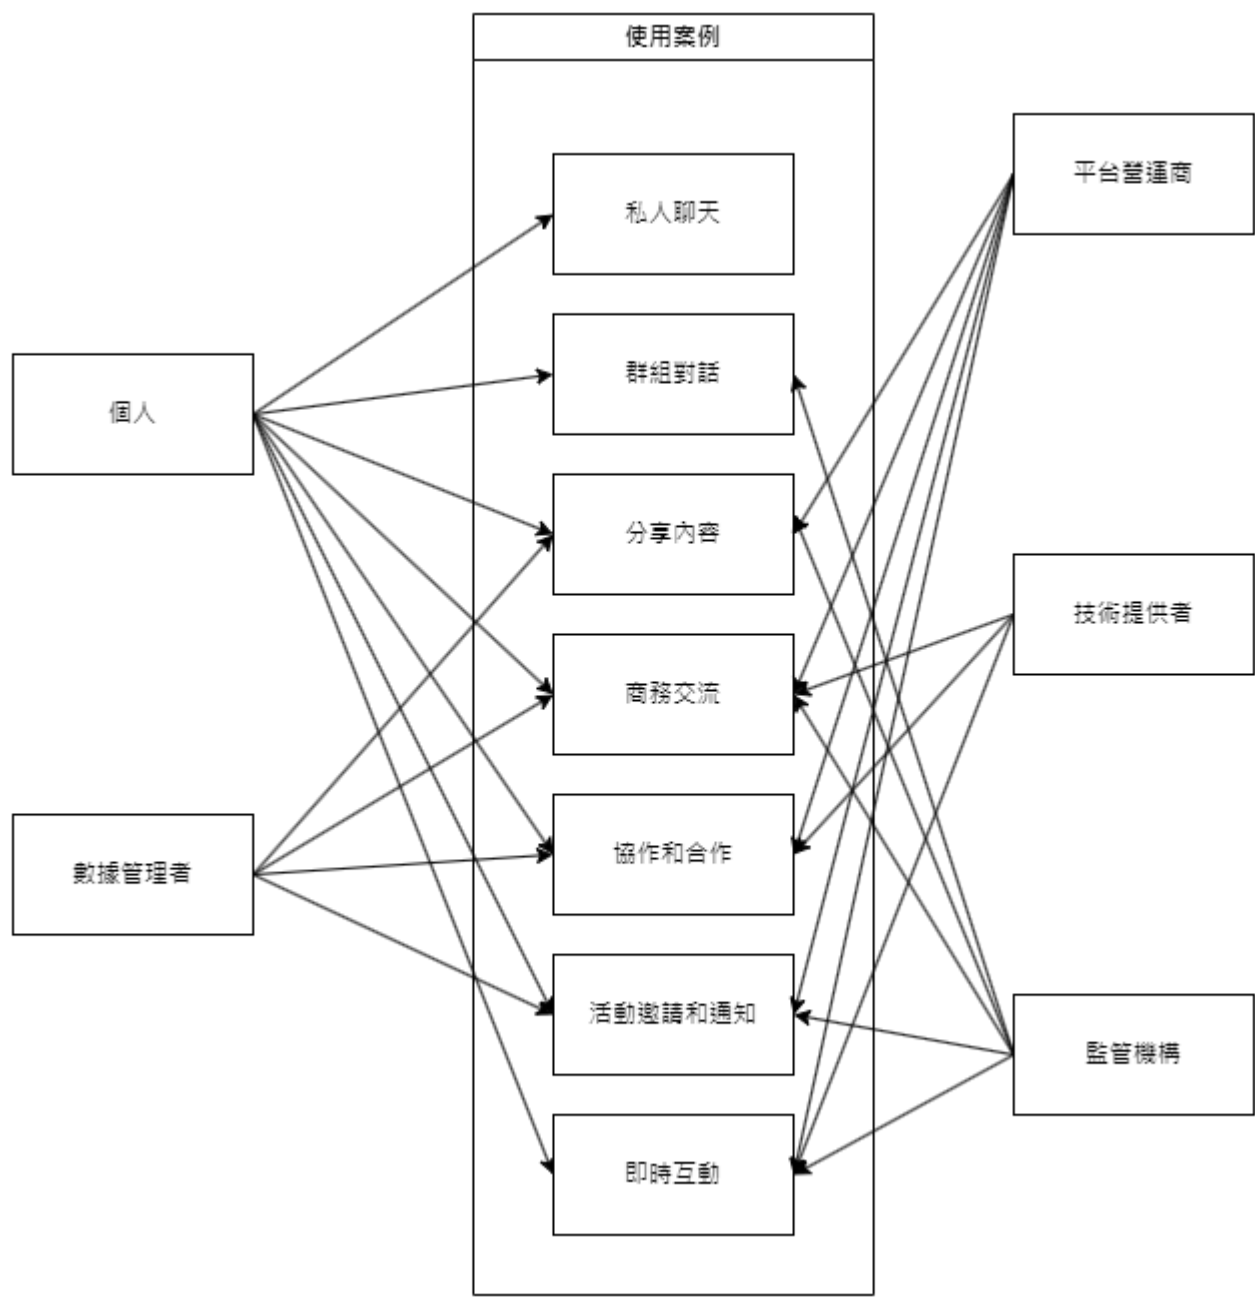 使用案例
私人聊天
平台營運商
群組對話
個人
分享內容
技術提供者
商務交流
協作和合作
數據管理者
活動邀請和通知
監管機構
即時互動